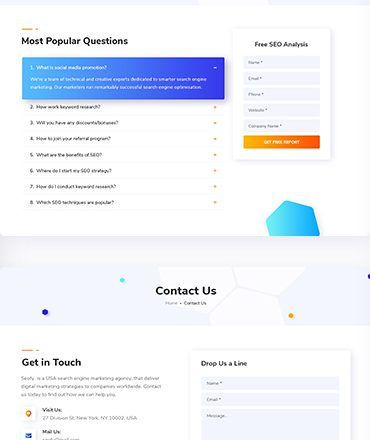 Most Popular Questions
1. What is social media promotion?
We're a team of technical and creative experts dedicated to smarter search engine
marketing. Our marketers ran remarkably successful search engine optimisation.
2. How work keyword research?
3. Will you have any discounts/bonuses?
4. How to join your referral program?
5. What are the benefits of SEO?
6. Where do I start my SEO strategy?
7. How do I conduct keyword research?
8. Which SEO techniques are popular?
Free SEO Analysis
Name *
Email *
Phone *
Website *
Company Name *
GET FREE REPORT
Contact Us
Home • Contact Us
Get in Touch
Seofy, is a USA search engine marketing agency, that deliver
digital marketing strategies to companies worldwide. Contact
us today to find out how we can help you.
Visit Us:
27 Division St, New York, NY 10002, USA
Mail Us:
Drop Us a Line
Name *
Email *
Message...